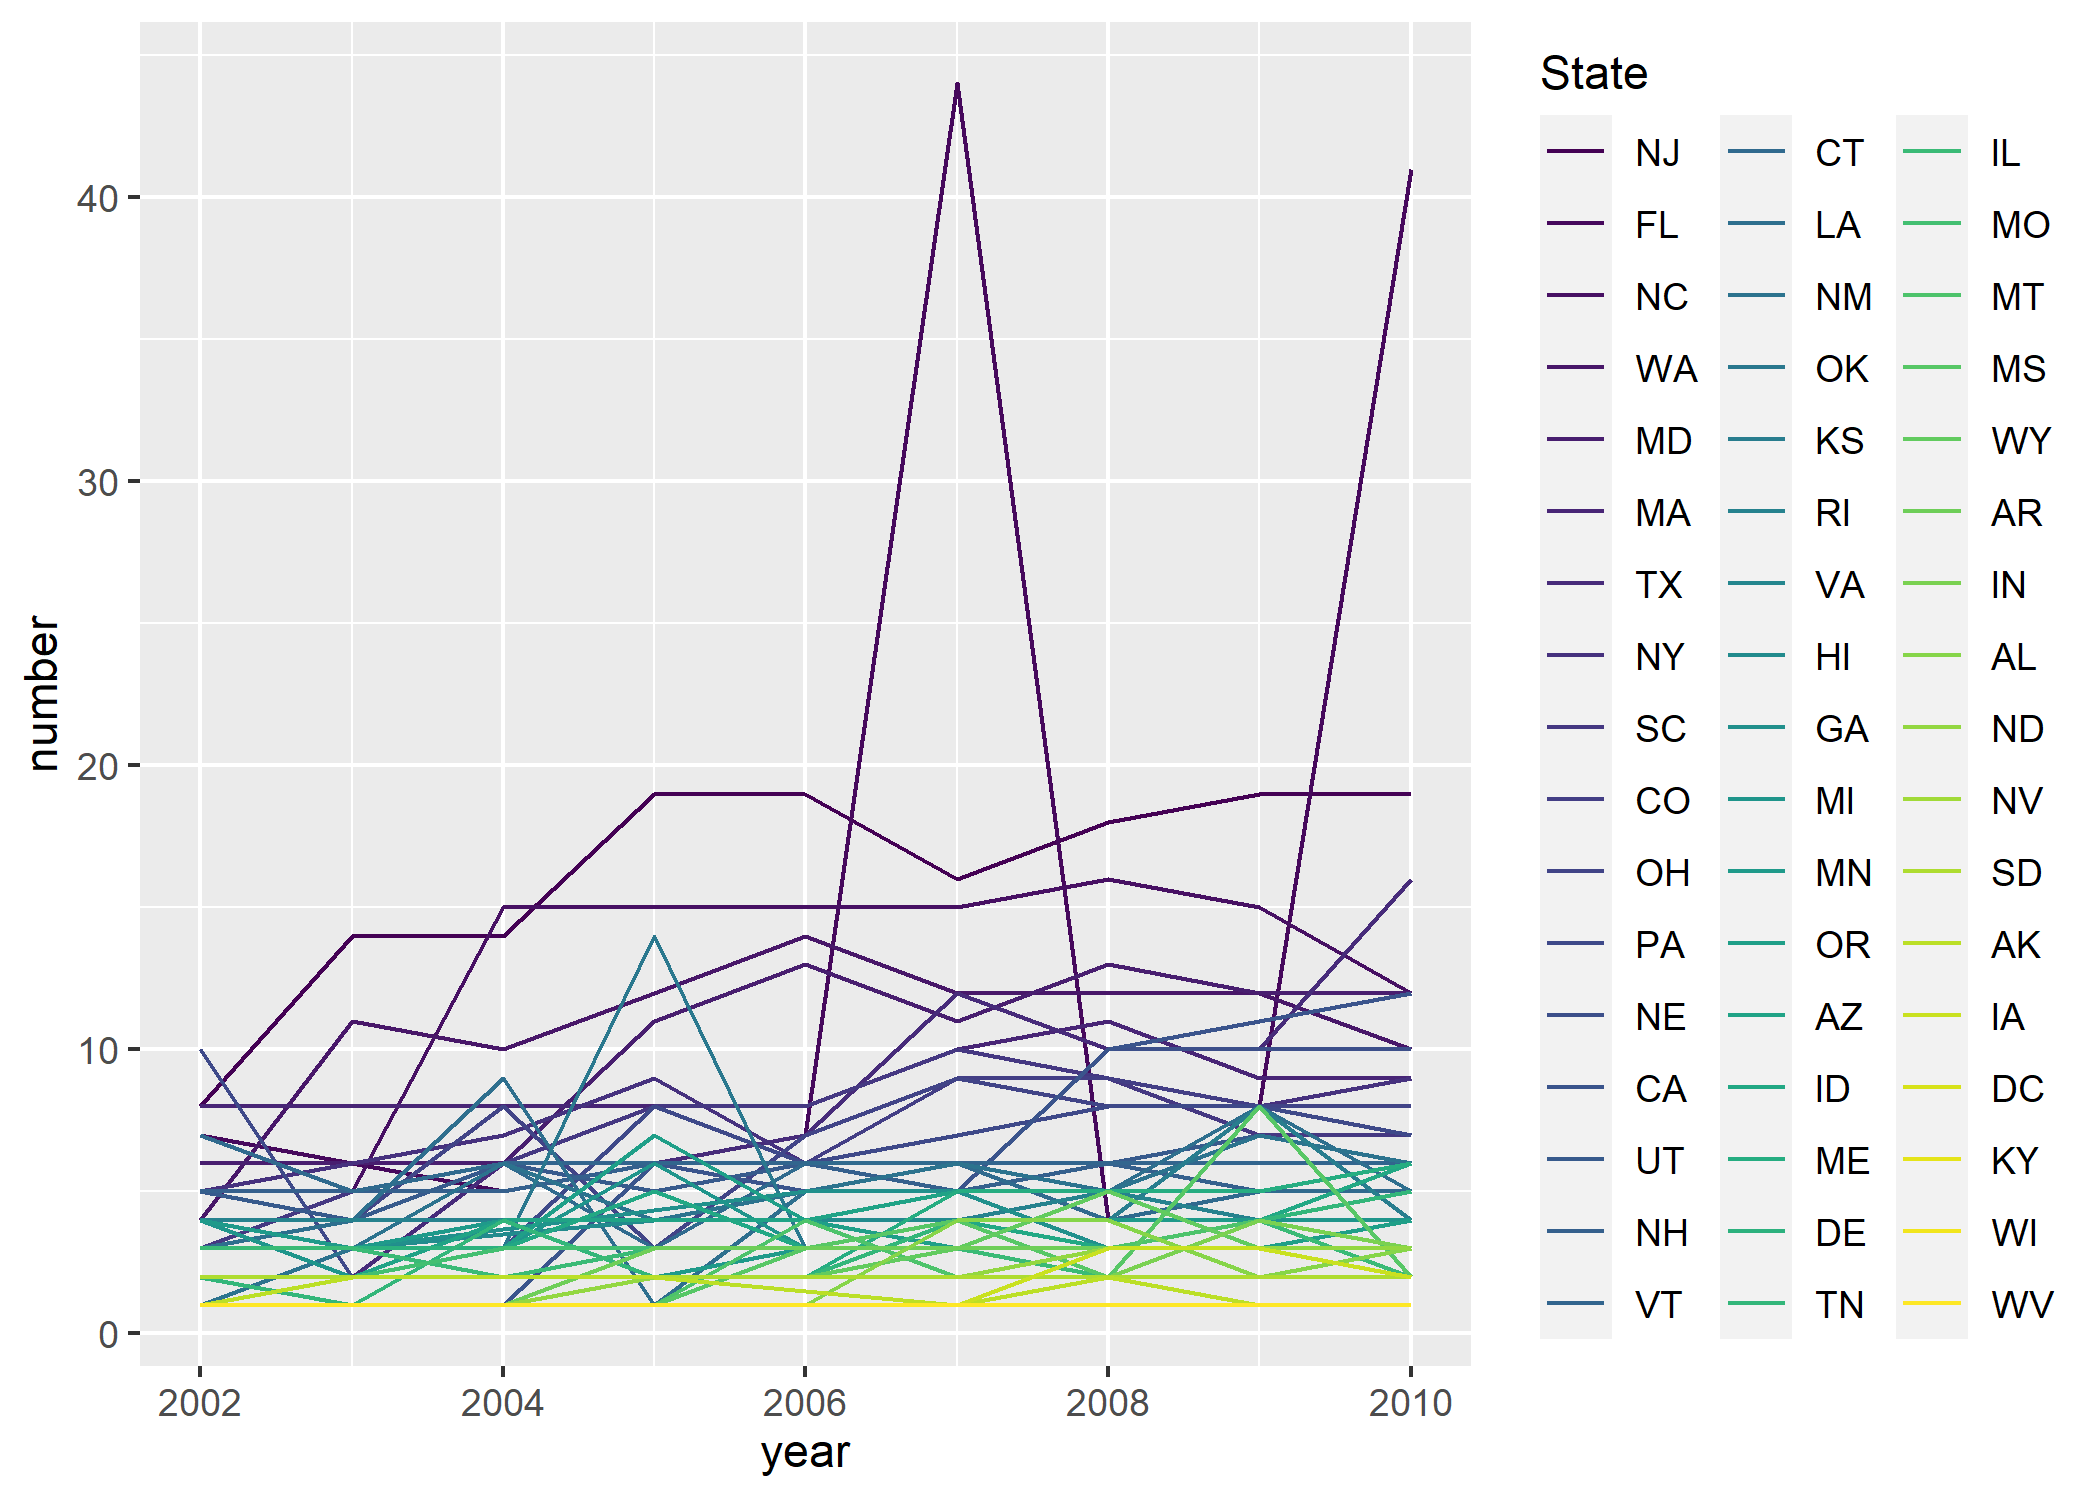 State
NJ CT IL
FL LA MO
NC NM MT
WA OK MS
MD KS WY
MA RI AR
TX VA IN
NY HI AL
SC GA ND
CO MI NV
OH MN SD
PA OR AK
NE AZ IA
CA ID DC
UT ME KY
NH DE WI
VT TN WV
number
40
30
20
10
0
2002 2004 2006 2008 2010
year